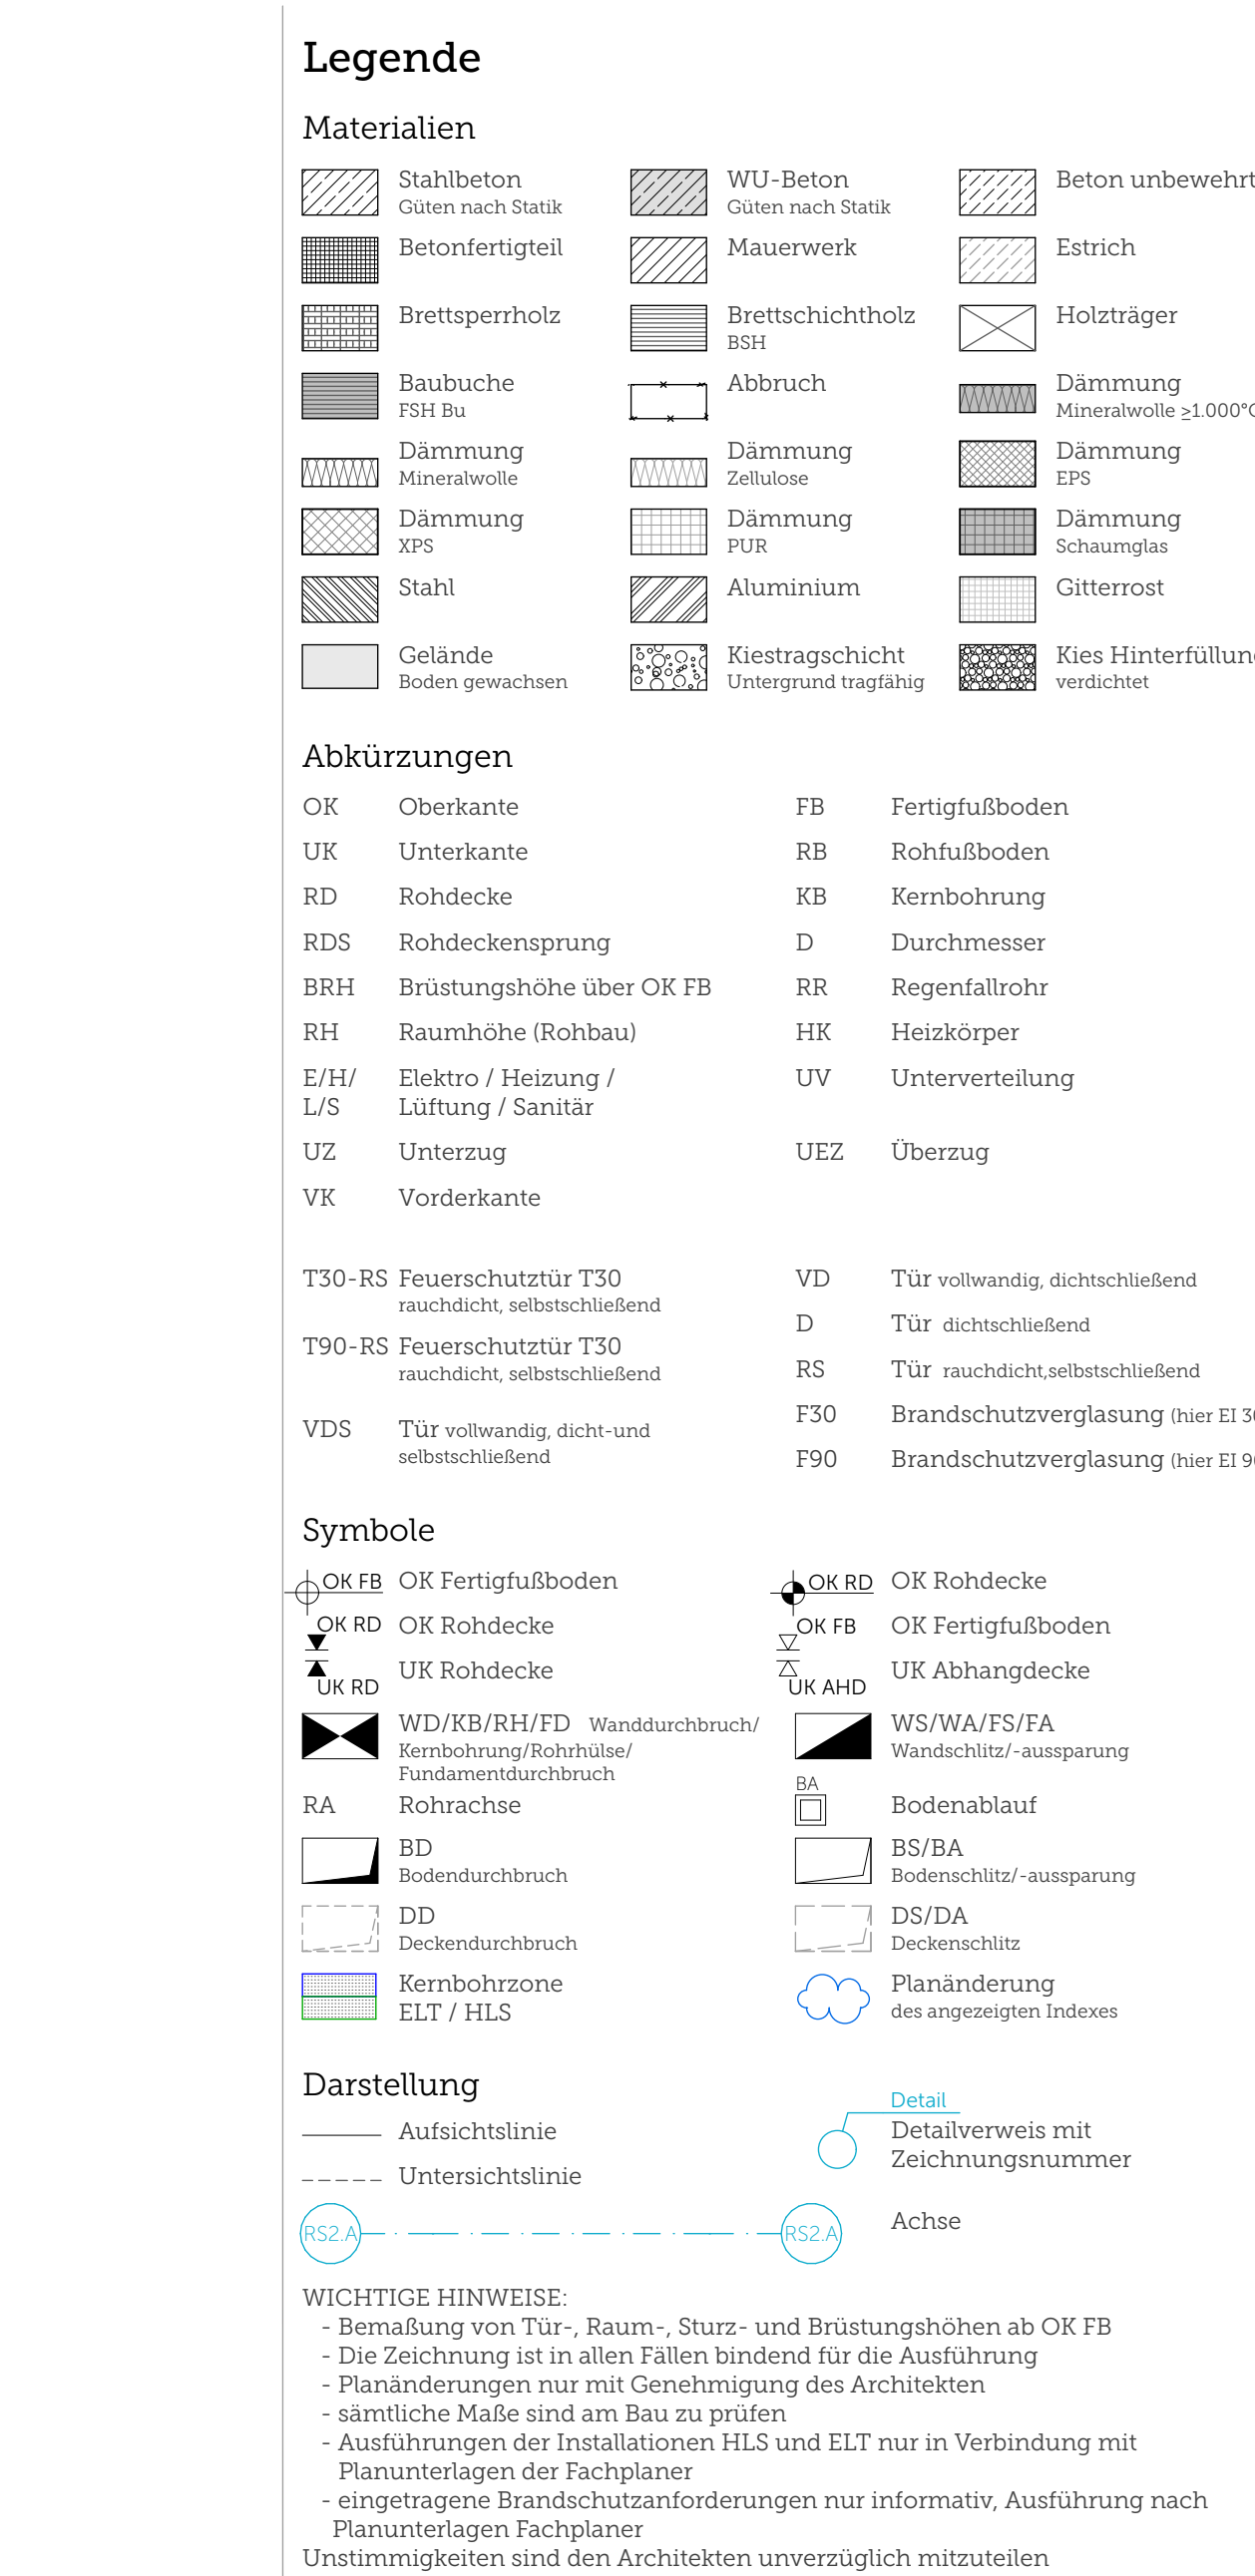 Legende
Materialien
Stahlbeton
Güten nach Statik
WU-Beton
Güten nach Statik
Beton unbewehrt
Betonfertigteil
Mauerwerk
Estrich
Brettsperrholz
Brettschichtholz
BSH
Holzträger
Baubuche
FSH Bu
Abbruch
Dämmung
Mineralwolle ≥1.000°C
Dämmung
Mineralwolle
Dämmung
Zellulose
Dämmung
EPS
Dämmung
XPS
Dämmung
PUR
Dämmung
Schaumglas
Stahl
Aluminium
Gitterrost
Gelände
Boden gewachsen
Kiestragschicht
Untergrund tragfähig
Kies Hinterfüllung
verdichtet
Abkürzungen
OK Oberkante
FB Fertigfußboden
UK Unterkante
RB Rohfußboden
RD Rohdecke
KB Kernbohrung
RDS Rohdeckensprung
D Durchmesser
BRH Brüstungshöhe über OK FB
RR Regenfallrohr
RH Raumhöhe (Rohbau)
HK Heizkörper
E/H/ Elektro / Heizung /
L/S Lüftung / Sanitär
UV Unterverteilung
UZ Unterzug
UEZ Überzug
VK Vorderkante
T30-RS Feuerschutztür T30
rauchdicht, selbstschließend
T90-RS Feuerschutztür T30
rauchdicht, selbstschließend
VDS Tür vollwandig, dicht-und
selbstschließend
VD Tür vollwandig, dichtschließend
D Tür dichtschließend
RS Tür rauchdicht,selbstschließend
F30 Brandschutzverglasung (hier EI 30
F90 Brandschutzverglasung (hier EI 90
Symbole
OK FB OK Fertigfußboden
OK RD OK Rohdecke
OK RD OK Rohdecke
OK FB OK Fertigfußboden
UK RD UK Rohdecke
UK AHD UK Abhangdecke
WD/KB/RH/FD Wanddurchbruch/
Kernbohrung/Rohrhülse/
Fundamentdurchbruch
WS/WA/FS/FA
Wandschlitz/-aussparung
RA Rohrachse
BA
Bodenablauf
BD
Bodendurchbruch
BS/BA
Bodenschlitz/-aussparung
DD
Deckendurchbruch
DS/DA
Deckenschlitz
Kernbohrzone
ELT / HLS
Planänderung
des angezeigten Indexes
Darstellung
Aufsichtslinie
Untersichtslinie
Detail
Detailverweis mit
Zeichnungsnummer
RS2.A RS2.A Achse
WICHTIGE HINWEISE:
- Bemaßung von Tür-, Raum-, Sturz- und Brüstungshöhen ab OK FB
- Die Zeichnung ist in allen Fällen bindend für die Ausführung
- Planänderungen nur mit Genehmigung des Architekten
- sämtliche Maße sind am Bau zu prüfen
- Ausführungen der Installationen HLS und ELT nur in Verbindung mit
Planunterlagen der Fachplaner
- eingetragene Brandschutzanforderungen nur informativ, Ausführung nach
Planunterlagen Fachplaner
Unstimmigkeiten sind den Architekten unverzüglich mitzuteilen